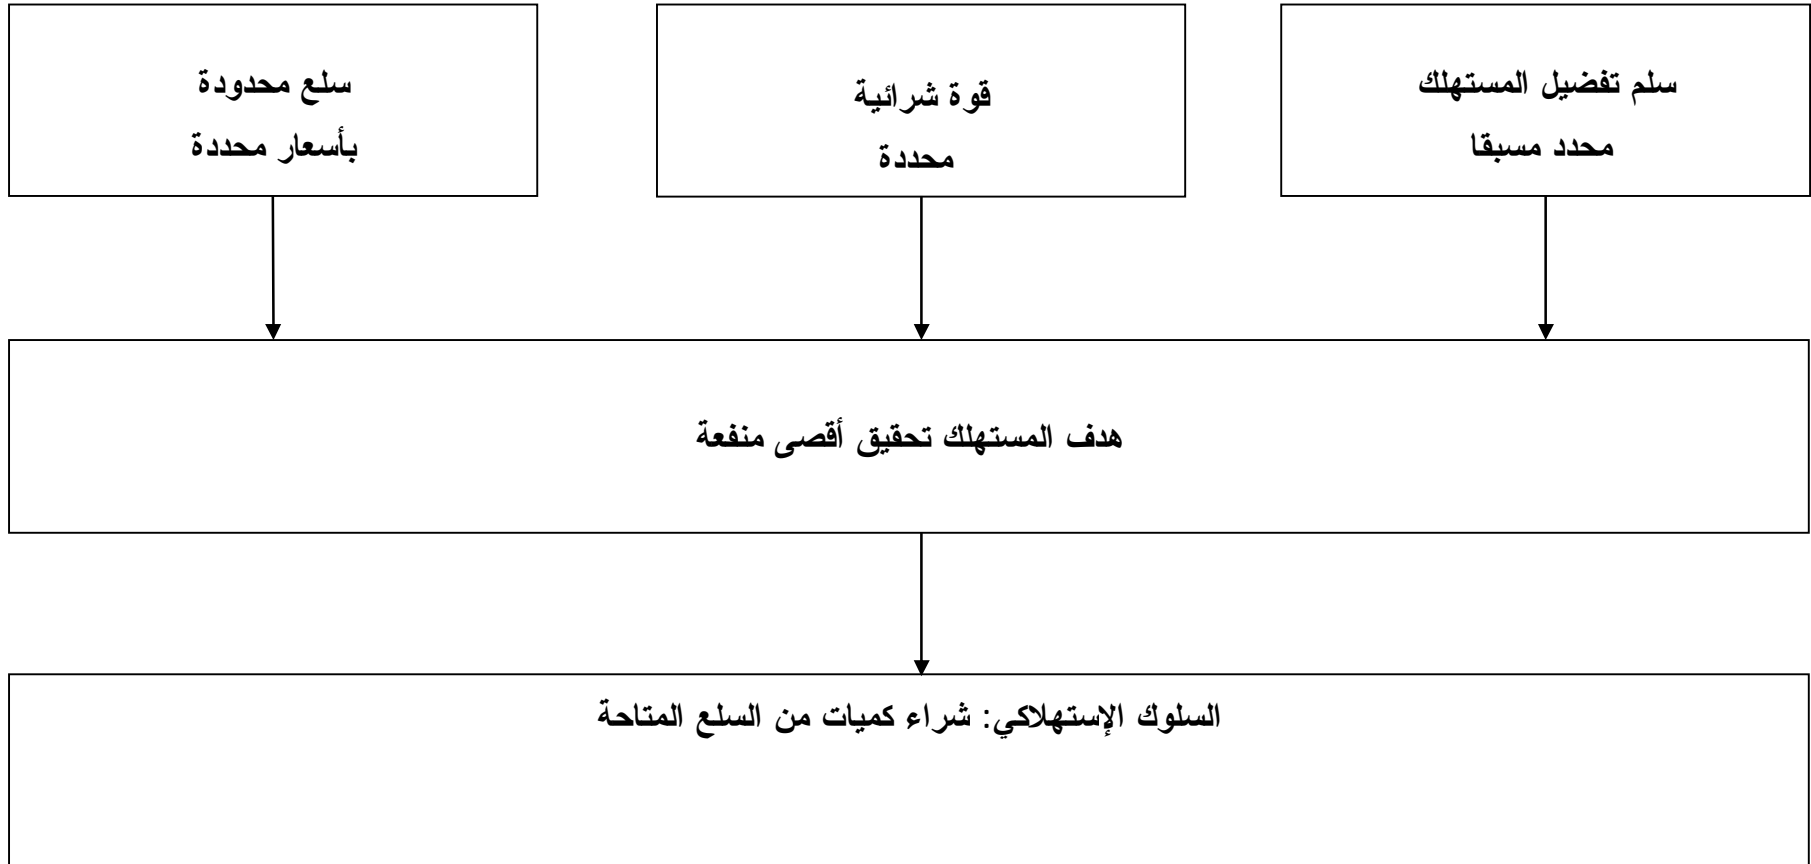 سلم تفضيل المستهلك
محدد مسبقا
قوة شرائية
محددة
سلع محدودة
بأسعار محددة
هدف المستهلك تحقيق أقصى منفعة
السلوك الإستهلاكي: شراء كميات من السلع المتاحة